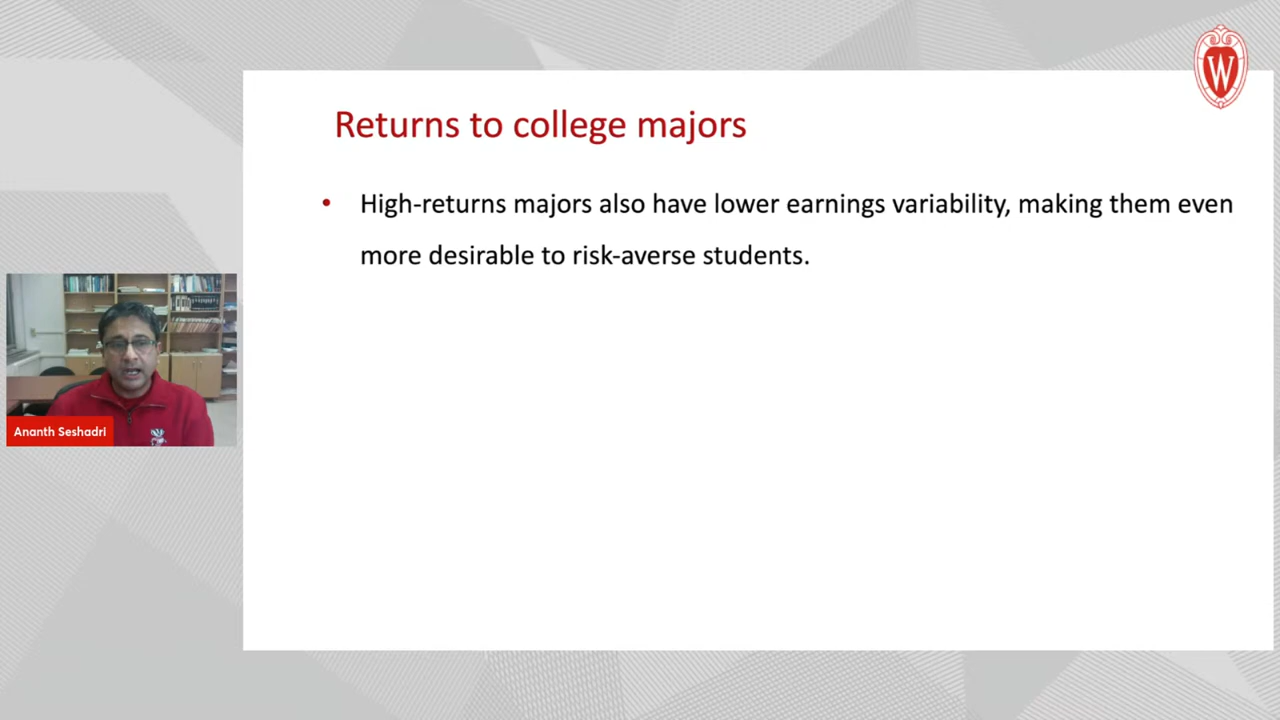 Returns to college majors
• High-returns majors also have lower earnings variability, making them even
more desirable to risk-averse students.
Ananth Seshadri
W